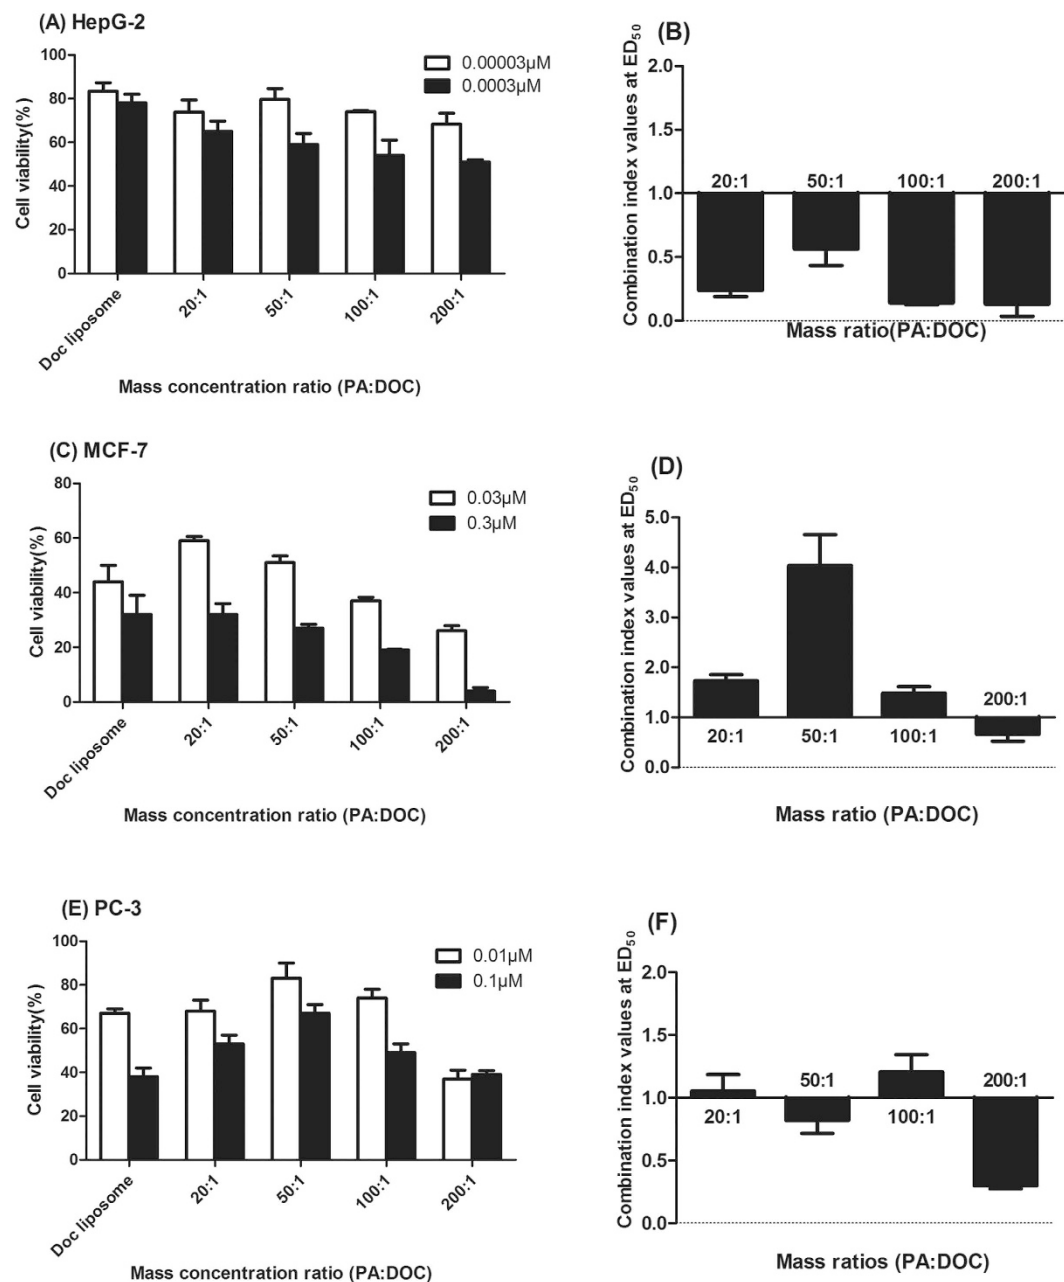 (A) HepG-2
100
80
60
40
20
0
Cell viability(%)
0.00003μM
0.0003μM
Doc liposome
20:1
50:1
100:1
200:1
Mass concentration ratio (PA:DOC)
(B)
2.0
1.5
1.0
0.5
0.0
Combination index values at ED50
20:1
50:1
100:1
200:1
Mass ratio(PA:DOC)
(C) MCF-7
80
60
40
20
0
Cell viability(%)
0.03μM
0.3μM
Doc liposome
20:1
50:1
100:1
200:1
Mass concentration ratio (PA:DOC)
(D)
5.0
4.0
3.0
2.0
1.0
0.0
Combination index values at ED50
20:1
50:1
100:1
200:1
Mass ratio (PA:DOC)
(E) PC-3
100
80
60
40
20
0
Cell viability(%)
0.01μM
0.1μM
Doc liposome
20:1
50:1
100:1
200:1
Mass concentration ratio (PA:DOC)
(F)
2.0
1.5
1.0
0.5
0.0
Combination index values at ED50
20:1
50:1
100:1
200:1
Mass ratios (PA:DOC)